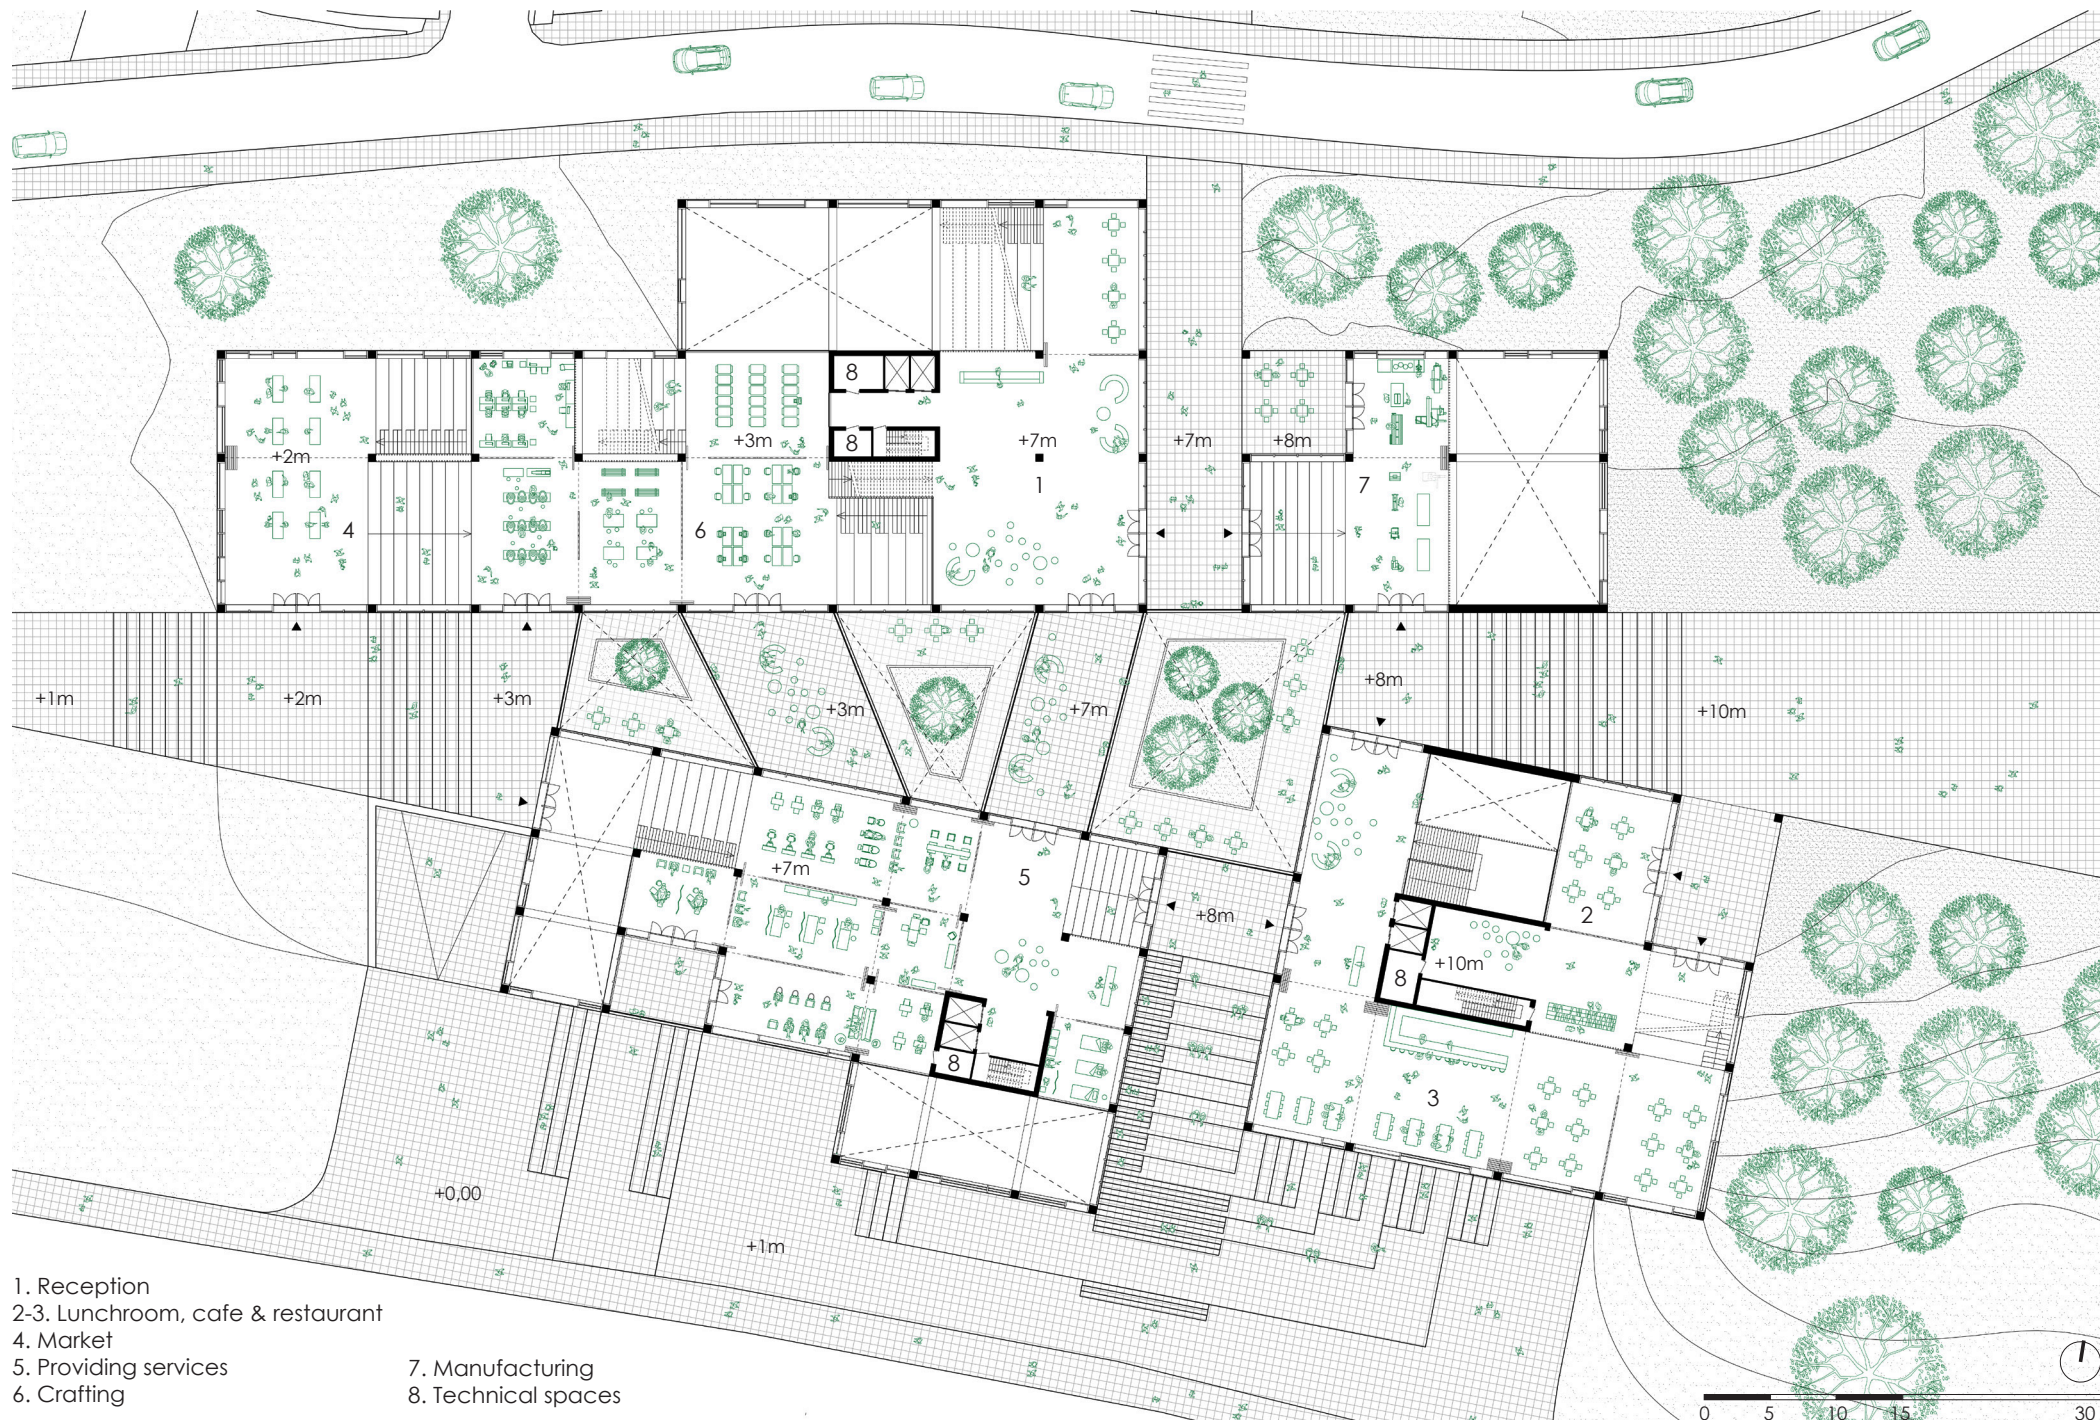 8
8
+3m
+7m
+7m
+8m
+2m
1
7
4
6
+1m
+2m
+3m
+3m
+7m
+8m
+10m
+7m
5
+8m
2
+10m
8
8
3
+0,00
+1m
1. Reception
2-3. Lunchroom, cafe & restaurant
4. Market
5. Providing services
6. Crafting
7. Manufacturing
8. Technical spaces
0 5 10 15 30